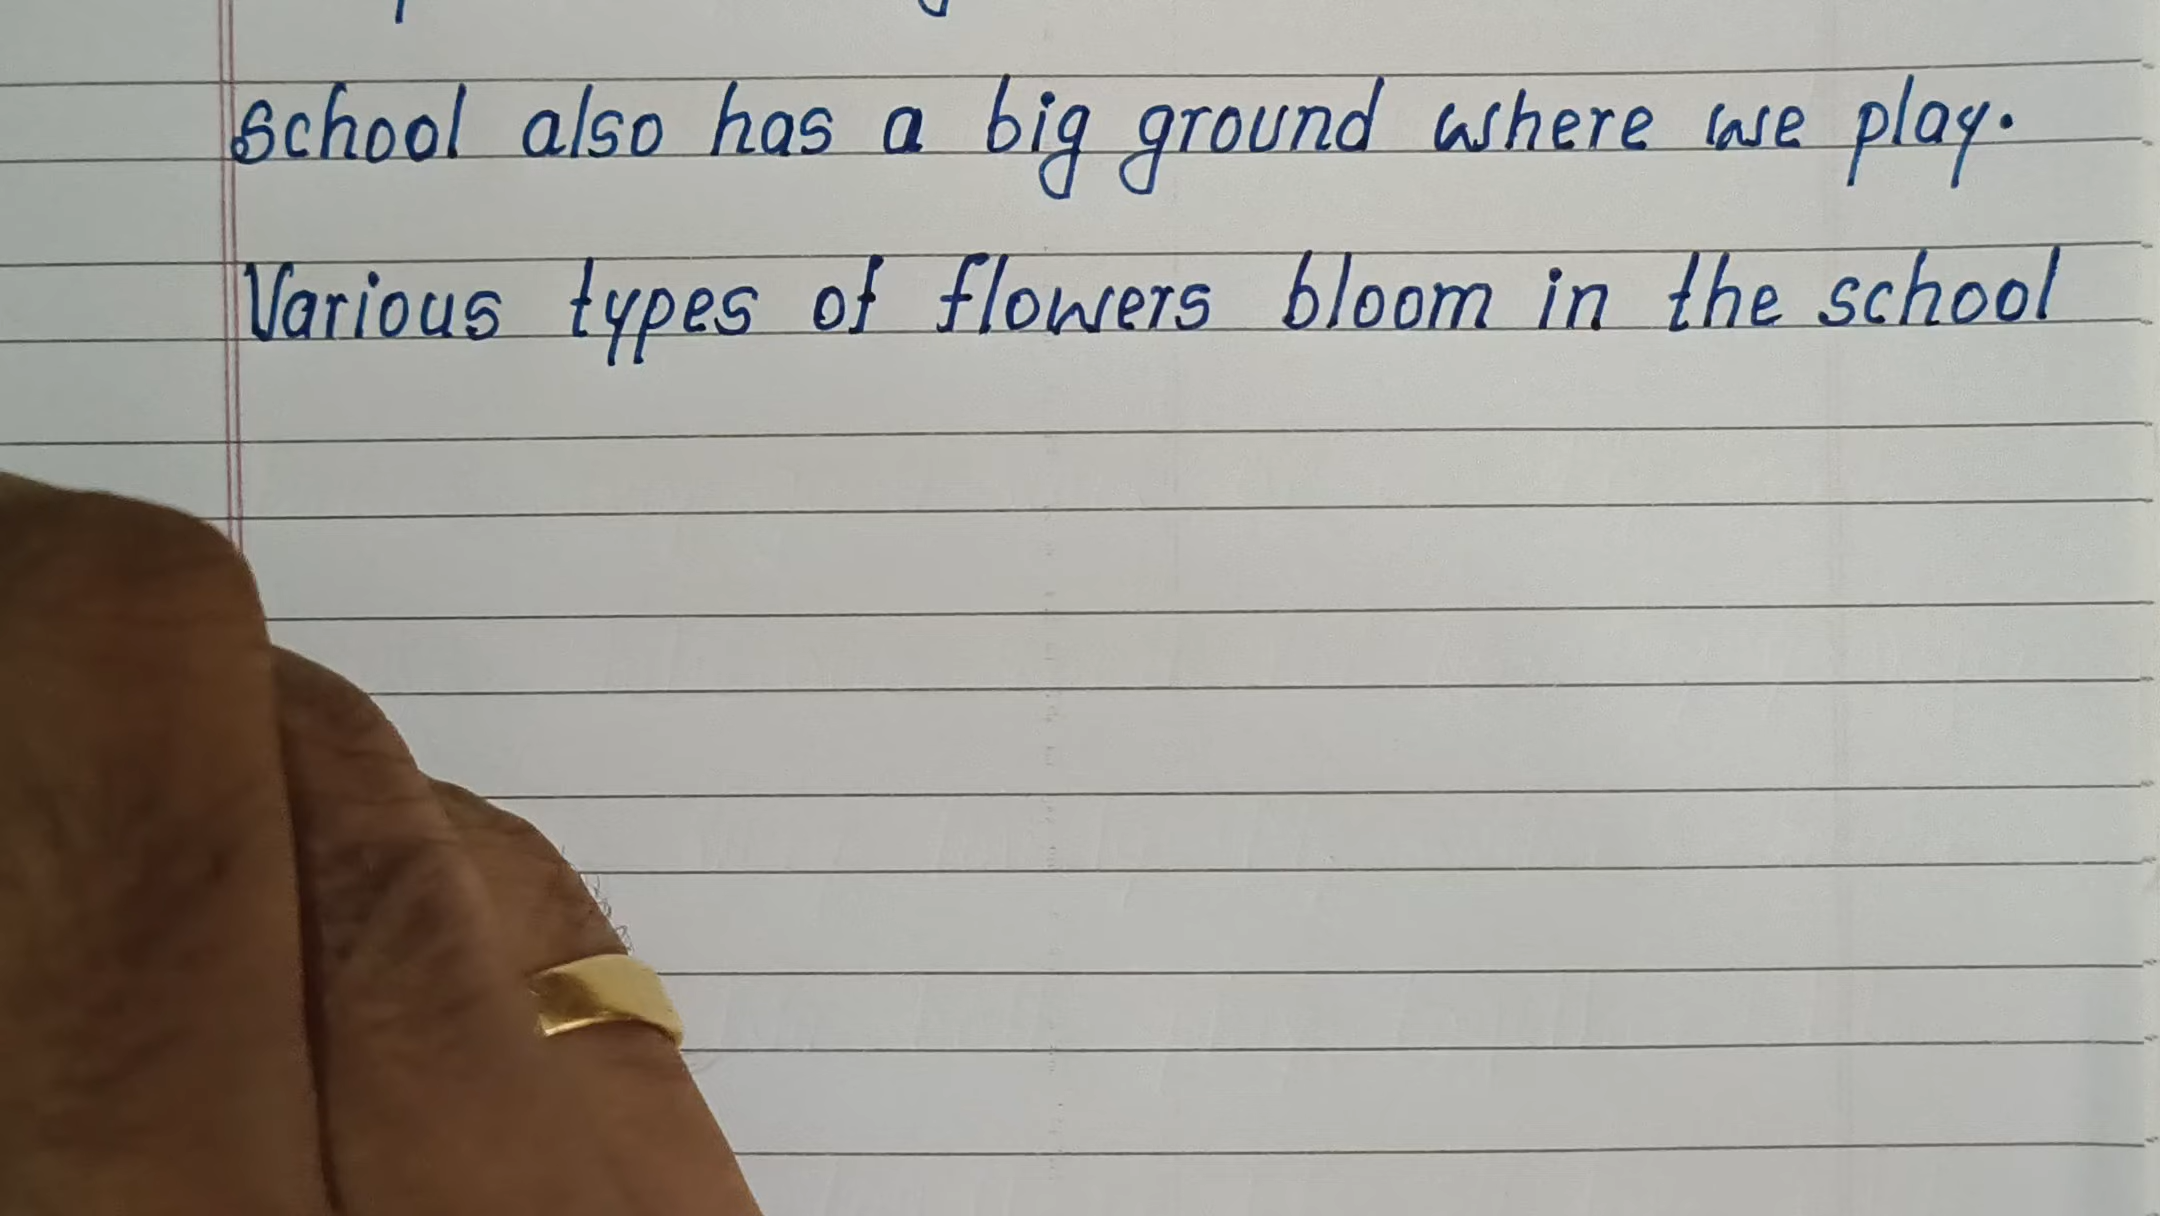 school also has a big ground where we play.
Various types of flowers bloom in the school